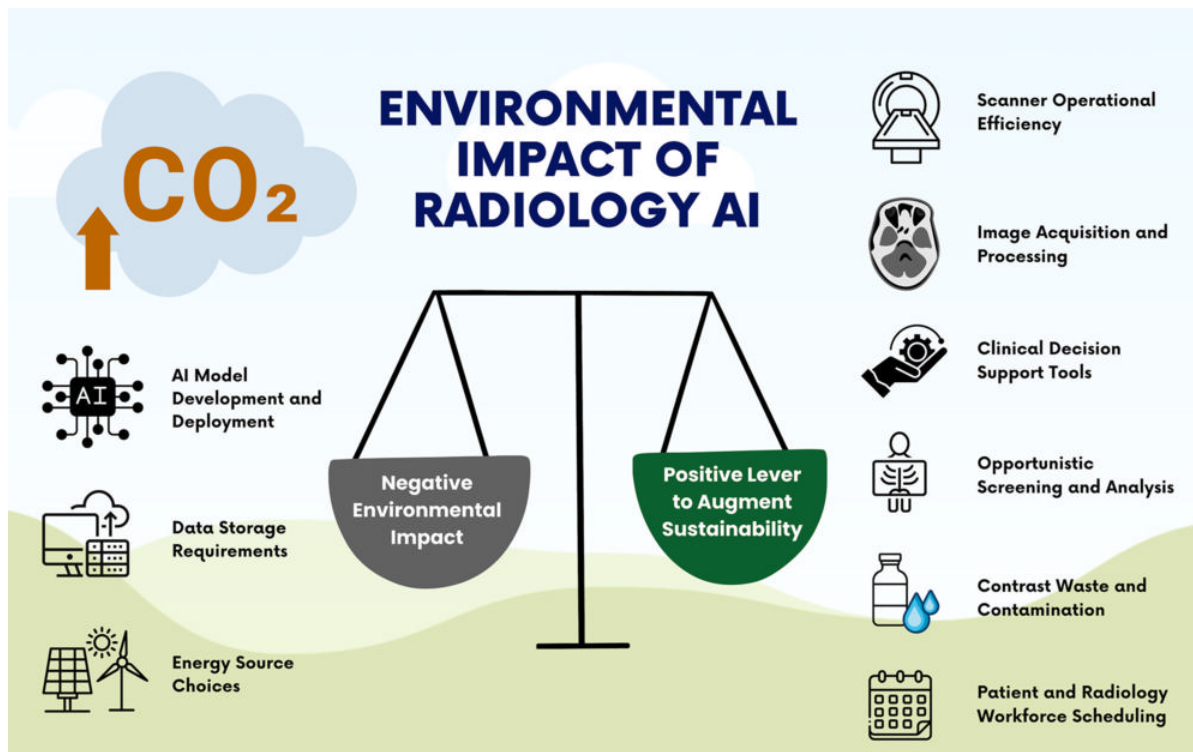 ENVIRONMENTAL
IMPACT OF
RADIOLOGY AI
CO₂
AI
AI Model
Development and
Deployment
Data Storage
Requirements
Energy Source
Choices
Negative
Environmental
Impact
Positive Lever
to Augment
Sustainability
Scanner Operational
Efficiency
Image Acquisition and
Processing
Clinical Decision
Support Tools
Opportunistic
Screening and Analysis
Contrast Waste and
Contamination
Patient and Radiology
Workforce Scheduling